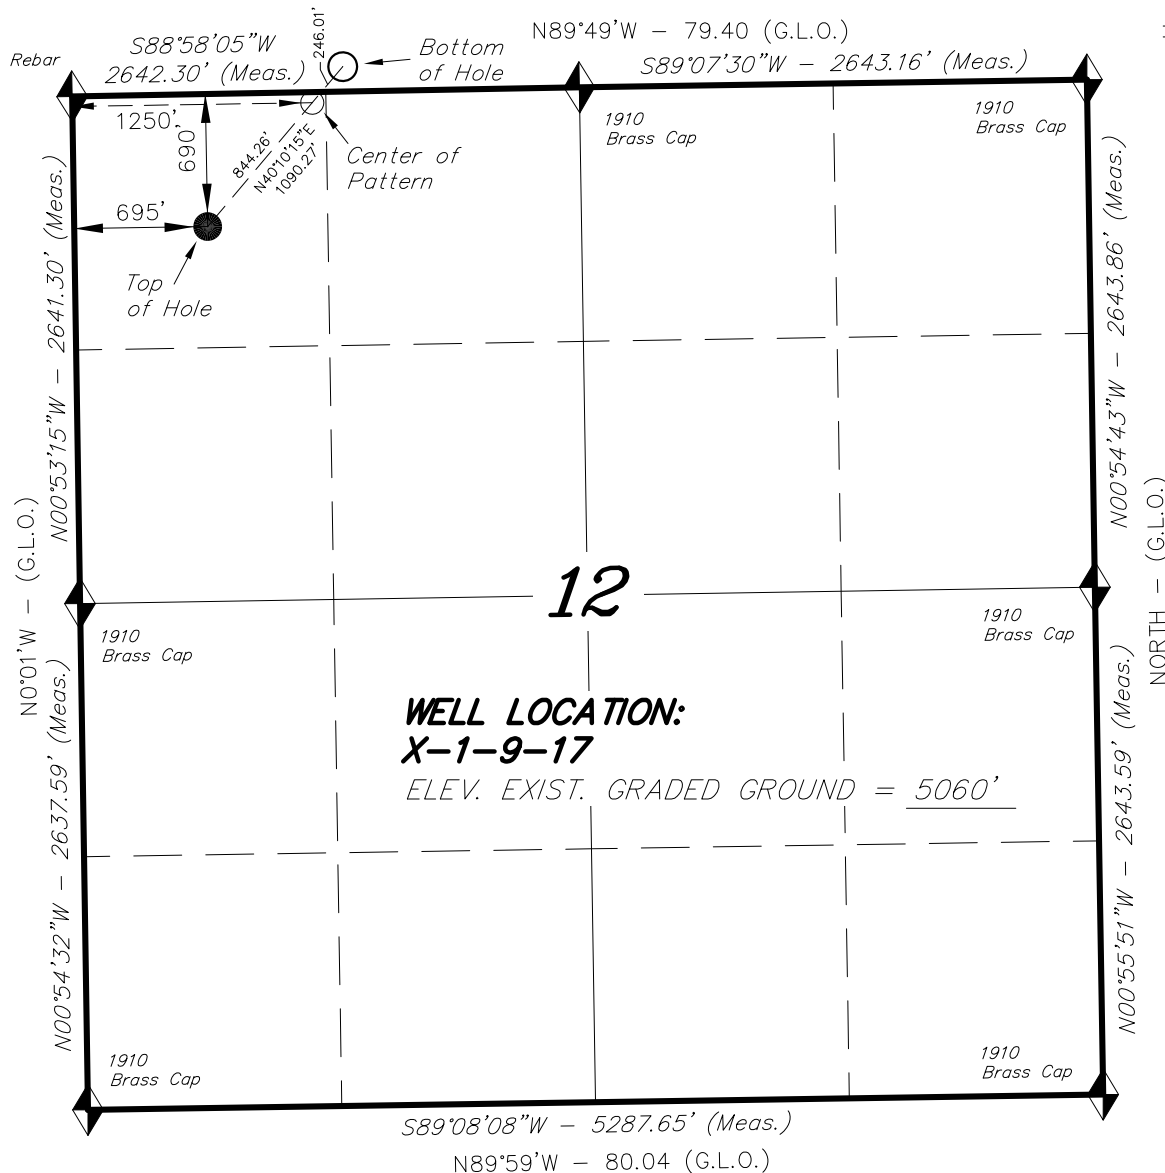 N89°49'W – 79.40 (G.L.O.)
S88°58'05"W
2642.30' (Meas.)
246.01'
Bottom
of Hole
S89°07'30"W – 2643.16' (Meas.)
Rebar
1250'
690'
844.26'
N40°10'15"E
1090.27'
Center of
Pattern
1910
Brass Cap
1910
Brass Cap
695'
Top
of Hole
N00°53'15"W – 2641.30' (Meas.)
N00°54'43"W – 2643.86' (Meas.)
N0°01'W – (G.L.O.)
NORTH – (G.L.O.)
12
1910
Brass Cap
1910
Brass Cap
WELL LOCATION:
X–1–9–17
ELEV. EXIST. GRADED GROUND = 5060'
N00°54'32"W – 2637.59' (Meas.)
N00°55'51"W – 2643.59' (Meas.)
1910
Brass Cap
1910
Brass Cap
S89°08'08"W – 5287.65' (Meas.)
N89°59'W – 80.04 (G.L.O.)